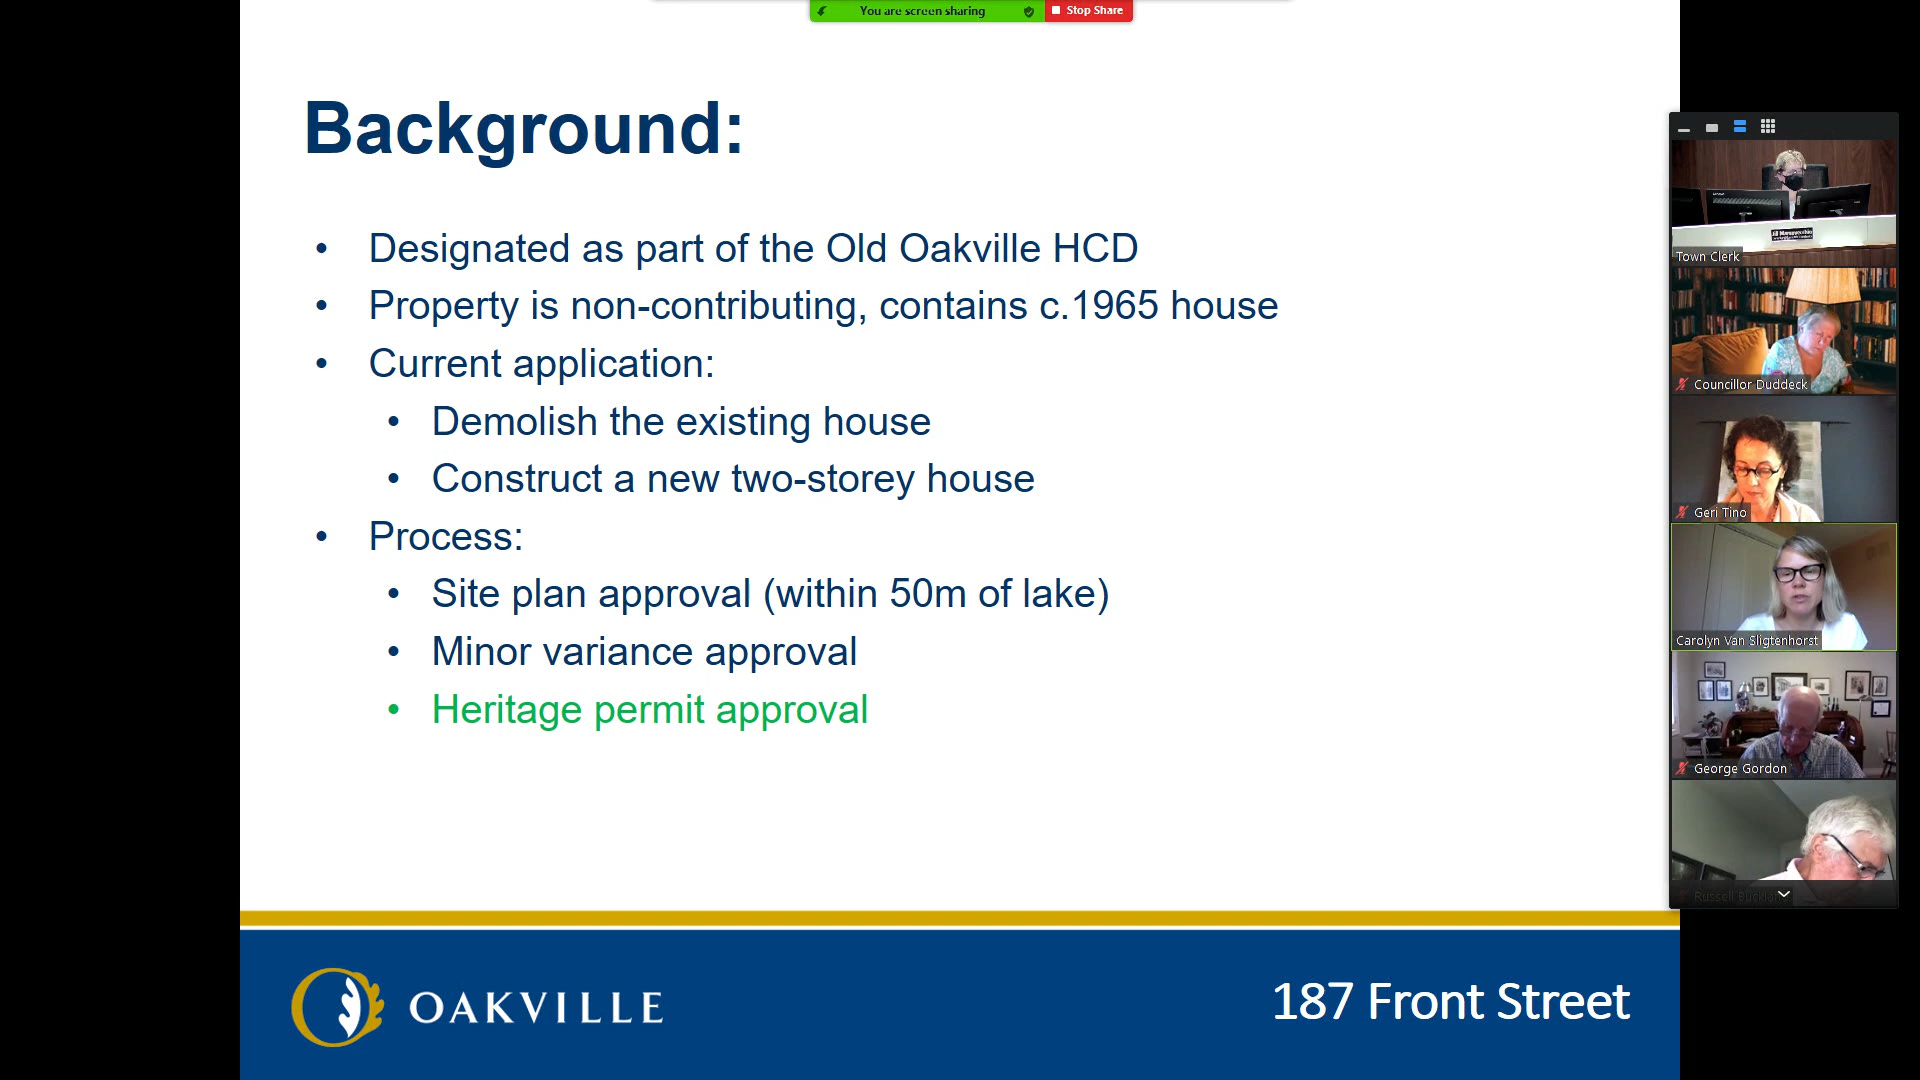 You are screen sharing
Stop Share
Background:
• Designated as part of the Old Oakville HCD
• Property is non-contributing, contains c.1965 house
• Current application:
• Demolish the existing house
• Construct a new two-storey house
• Process:
• Site plan approval (within 50m of lake)
• Minor variance approval
• Heritage permit approval
OAKVILLE
187 Front Street
Town Clerk
Councillor Duddeck
Geri Tino
Carolyn Van Sligtenhorst
George Gordon
Russell